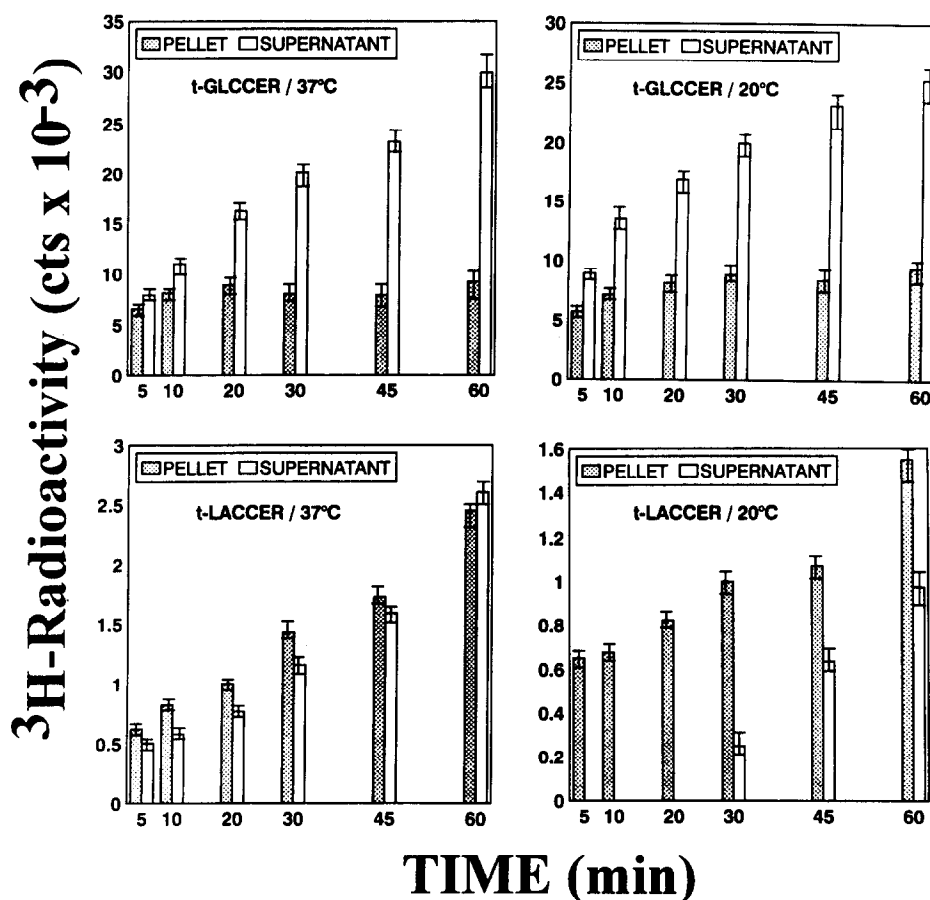 ³H-Radioactivity (cts x 10⁻³)
35
30
25
20
15
10
5
0
PELLET SUPERNATANT
t-GLCCER / 37°C
5 10 20 30 45 60
30
25
20
15
10
5
0
PELLET SUPERNATANT
t-GLCCER / 20°C
5 10 20 30 45 60
3
2.5
2
1.5
1
0.5
0
PELLET SUPERNATANT
t-LACCER / 37°C
5 10 20 30 45 60
1.6
1.4
1.2
1
0.8
0.6
0.4
0.2
0
PELLET SUPERNATANT
t-LACCER / 20°C
5 10 20 30 45 60
TIME (min)